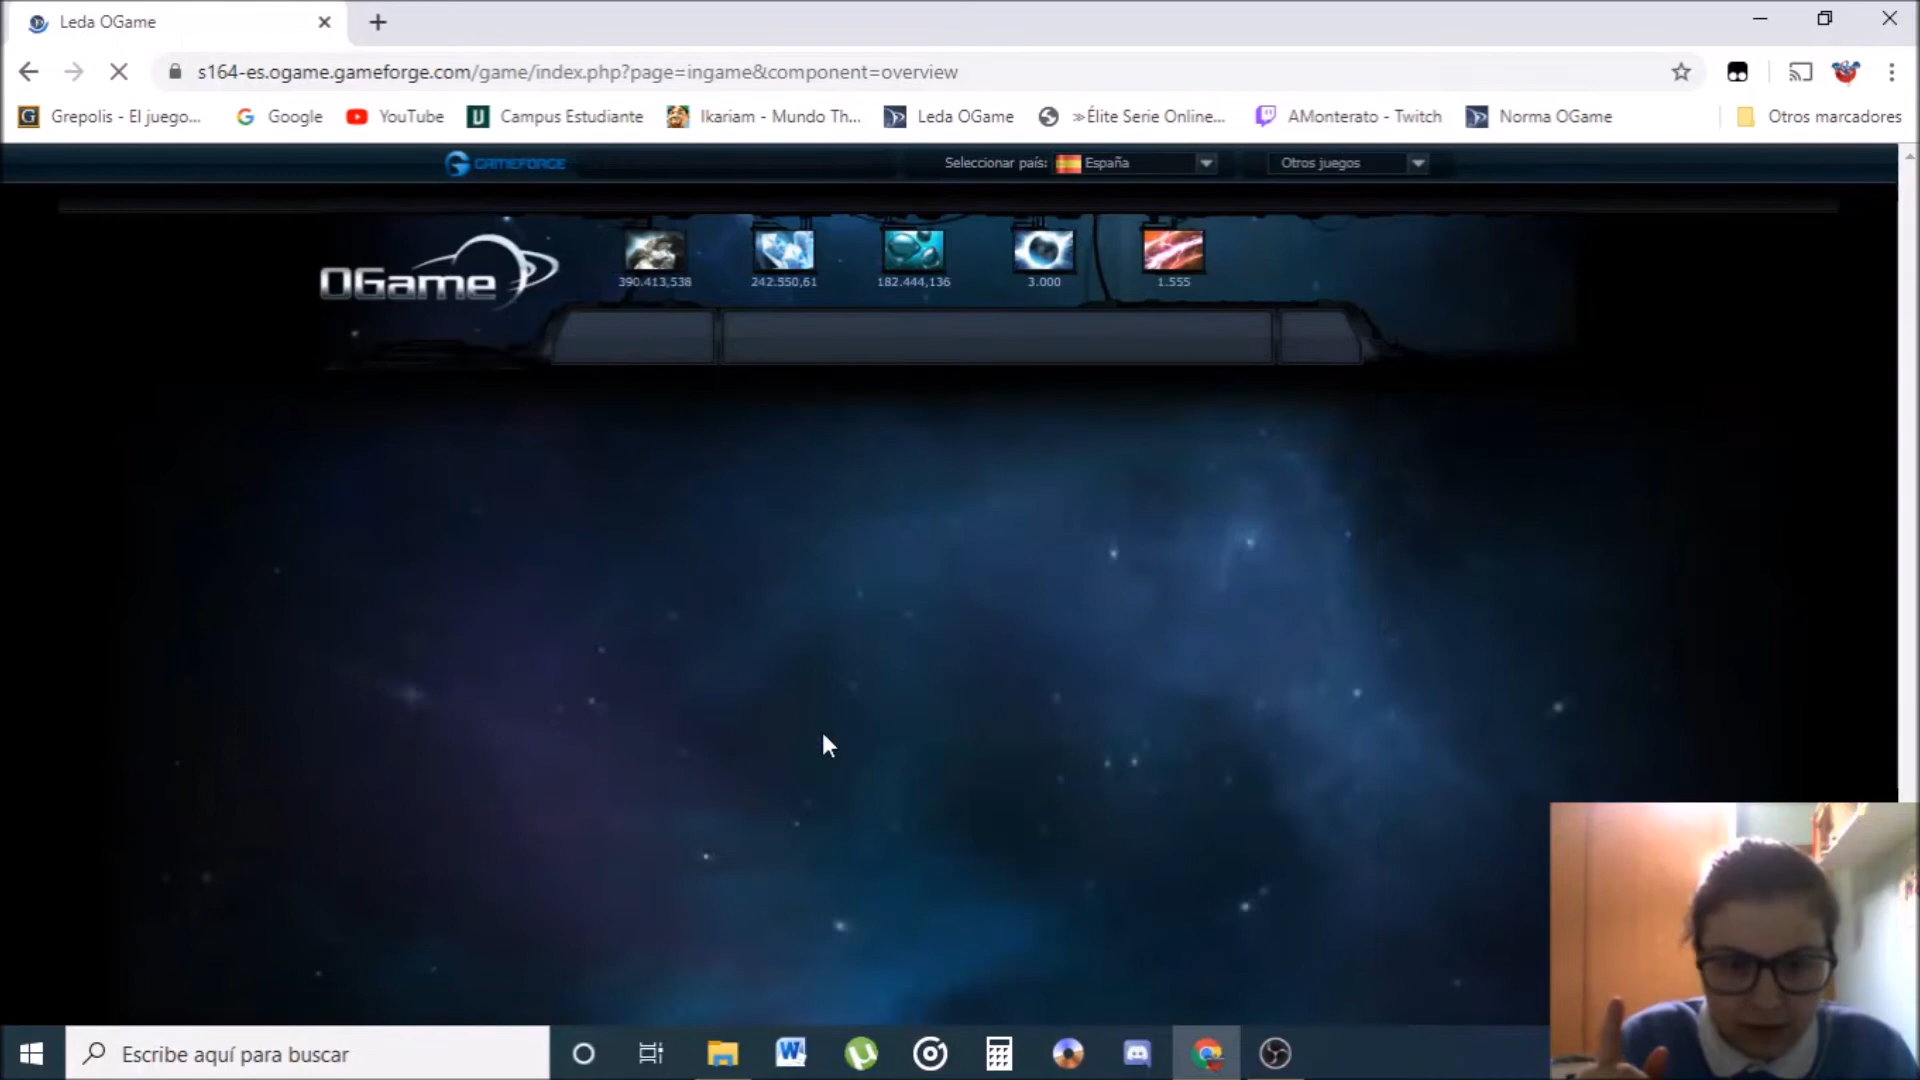 Leda OGame
s164-es.ogame.gameforge.com/game/index.php?page=ingame&component=overview
Grepolis - El juego... Google YouTube Campus Estudiante Ikariam - Mundo Th... Leda OGame »Élite Serie Online... AMonterato - Twitch Norma OGame Otros marcadores
GAMEFORGE Seleccionar país: España Otros juegos
OGame
390.413,538 242.550,61 182.444,136 3.000 1.555
Escribe aquí para buscar